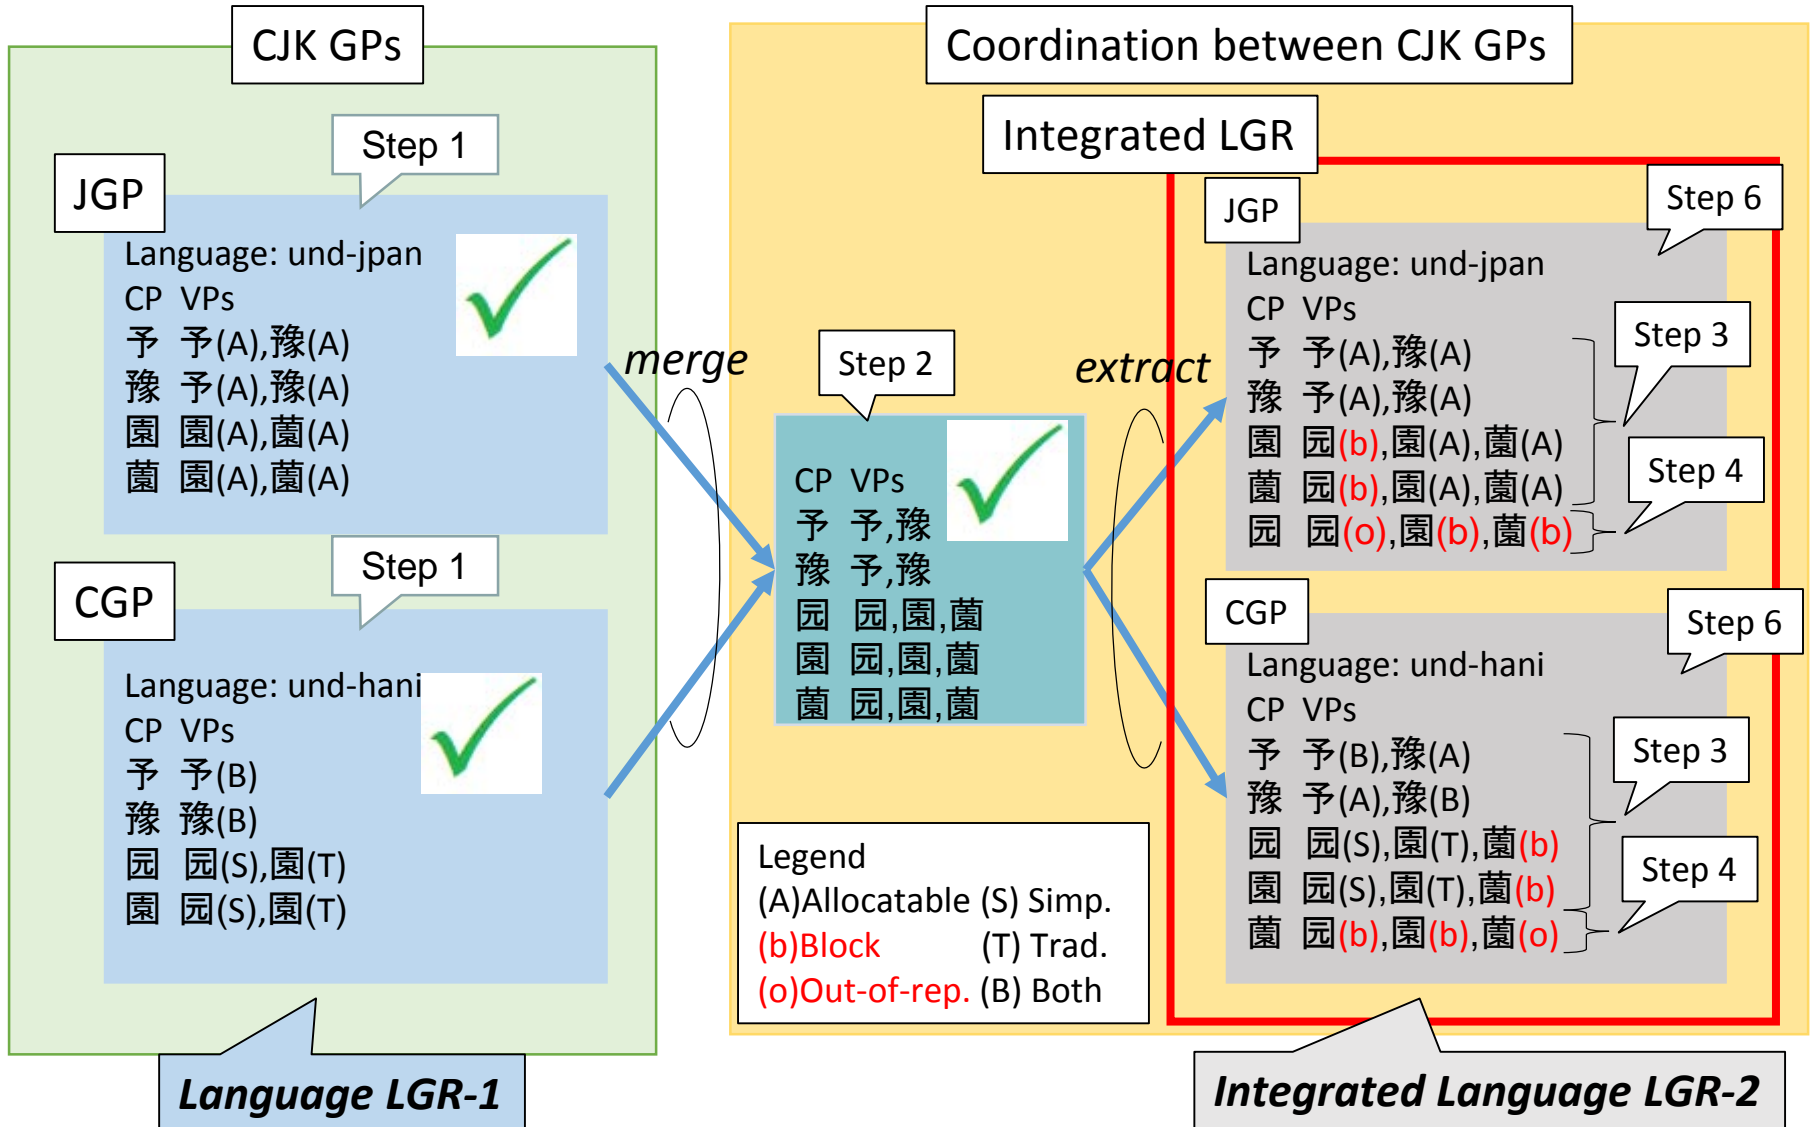 CJK GPs
Step 1
JGP
Language: und-jpan
CP VPs
予 予(A),豫(A)
豫 予(A),豫(A)
園 園(A),薗(A)
薗 園(A),薗(A)
Step 1
CGP
Language: und-hani
CP VPs
予 予(B)
豫 豫(B)
园 园(S),園(T)
園 园(S),園(T)
Language LGR-1
merge
Coordination between CJK GPs
Step 2
CP VPs
予 予,豫
豫 予,豫
园 园,園,薗
園 园,園,薗
薗 园,園,薗
extract
Legend
(A)Allocatable (S) Simp.
(b)Block (T) Trad.
(o)Out-of-rep. (B) Both
Integrated LGR
JGP
Step 6
Language: und-jpan
CP VPs
予 予(A),豫(A)
豫 予(A),豫(A)
園 园(b),園(A),薗(A)
薗 园(b),園(A),薗(A)
园 园(o),園(b),薗(b)
Step 3
Step 4
CGP
Step 6
Language: und-hani
CP VPs
予 予(B),豫(A)
豫 予(A),豫(B)
园 园(S),園(T),薗(b)
園 园(S),園(T),薗(b)
薗 园(b),園(b),薗(o)
Step 3
Step 4
Integrated Language LGR-2